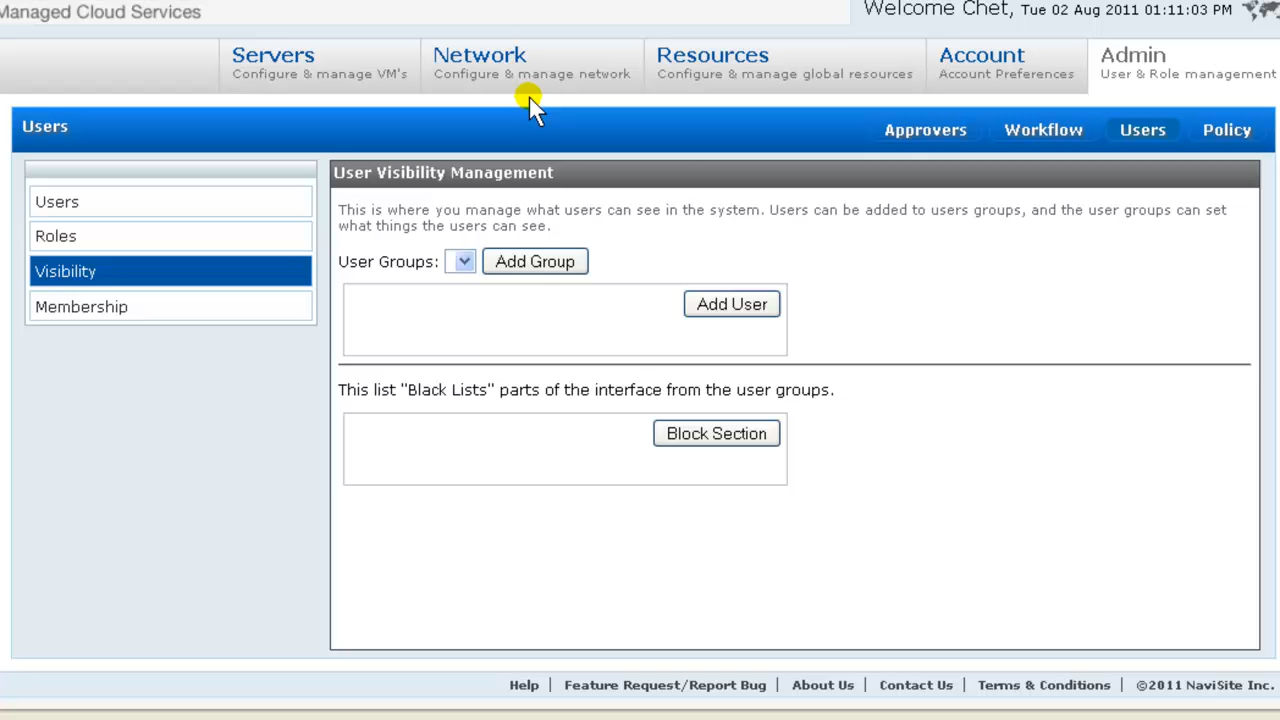 Managed Cloud Services
Welcome Chet, Tue 02 Aug 2011 01:11:03 PM
Servers
Configure & manage VM's
Network
Configure & manage network
Resources
Configure & manage global resources
Account
Account Preferences
Admin
User & Role management
Users
Approvers
Workflow
Users
Policy
Users
Roles
Visibility
Membership
User Visibility Management
This is where you manage what users can see in the system. Users can be added to users groups, and the user groups can set
what things the users can see.
User Groups:
Add Group
Add User
This list "Black Lists" parts of the interface from the user groups.
Block Section
Help | Feature Request/Report Bug | About Us | Contact Us | Terms & Conditions | ©2011 NaviSite Inc.